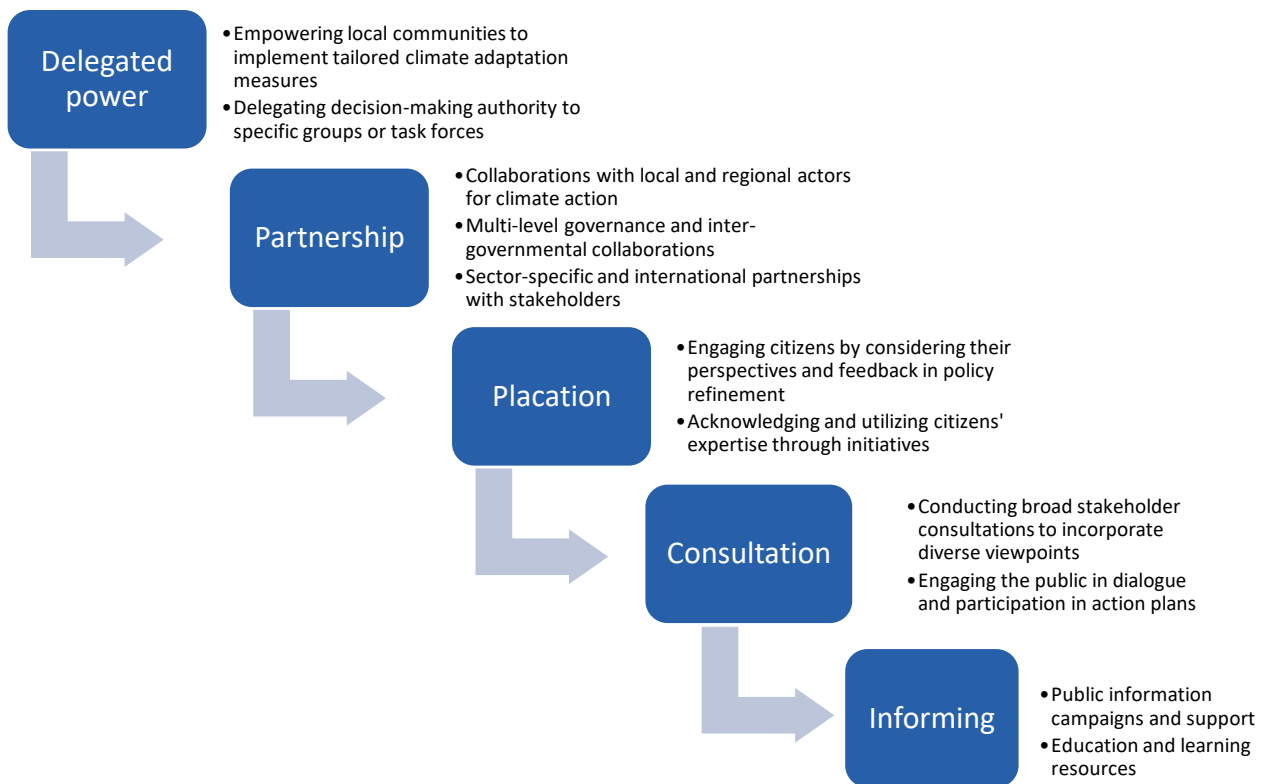 Delegated
power
•Empowering local communities to
implement tailored climate adaptation
measures
•Delegating decision-making authority to
specific groups or task forces
Partnership
•Collaborations with local and regional actors
for climate action
•Multi-level governance and inter-
governmental collaborations
•Sector-specific and international partnerships
with stakeholders
Placation
•Engaging citizens by considering their
perspectives and feedback in policy
refinement
•Acknowledging and utilizing citizens'
expertise through initiatives
Consultation
•Conducting broad stakeholder
consultations to incorporate
diverse viewpoints
•Engaging the public in dialogue
and participation in action plans
Informing
•Public information
campaigns and support
•Education and learning
resources